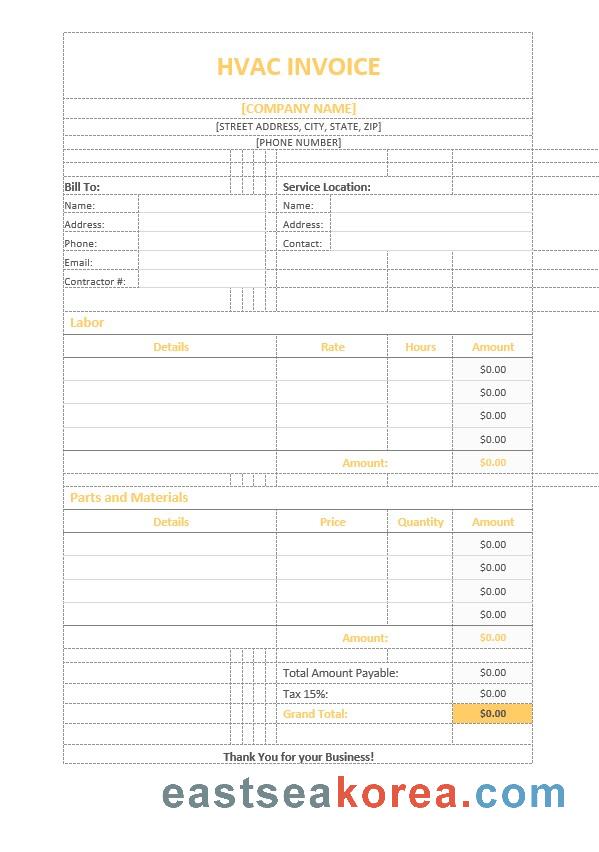 HVAC INVOICE
[COMPANY NAME]
[STREET ADDRESS, CITY, STATE, ZIP]
[PHONE NUMBER]
Bill To: Service Location:
Name: Name:
Address: Address:
Phone: Contact:
Email:
Contractor #:
Labor
Details Rate Hours Amount
$0.00
$0.00
$0.00
$0.00
Amount: $0.00
Parts and Materials
Details Price Quantity Amount
$0.00
$0.00
$0.00
$0.00
Amount: $0.00
Total Amount Payable: $0.00
Tax 15%: $0.00
Grand Total: $0.00
Thank You for your Business!
eastseakorea.com